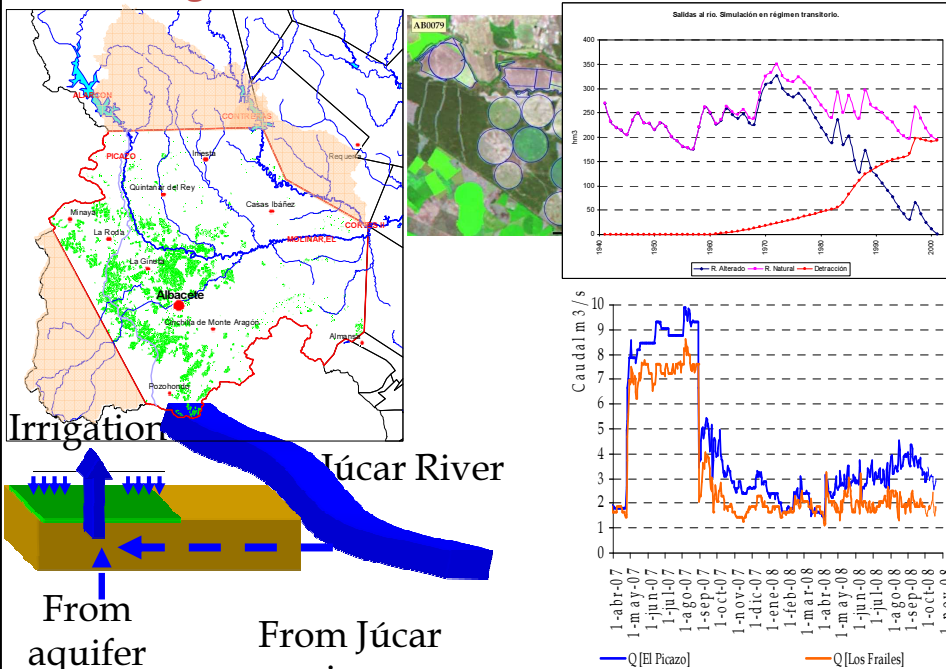 ALARCON
CONTRERAS
PICAZO
Iniesta
Requena
Quintanar del Rey
Casas Ibáñez
Minaya
MOLINAR,EL
La Roda
La Gineta
Albacete
Chinchilla de Monte Aragón
Almansa
Pozohondo
AB0079
Salidas al río. Simulación en régimen transitorio.
hm3
400
350
300
250
200
150
100
50
0
1940 1950 1960 1970 1980 1990 2000
R. Alterado R. Natural Detracción
Irrigation
Júcar River
From
aquifer
From Júcar
Caudal m3/s
10
9
8
7
6
5
4
3
2
1
0
1-abr-07
1-may-07
1-jun-07
1-jul-07
1-ago-07
1-sep-07
1-oct-07
1-nov-07
1-dic-07
1-ene-08
1-feb-08
1-mar-08
1-abr-08
1-may-08
1-jun-08
1-jul-08
1-ago-08
1-sep-08
1-oct-08
Q [El Picazo] Q [Los Frailes]